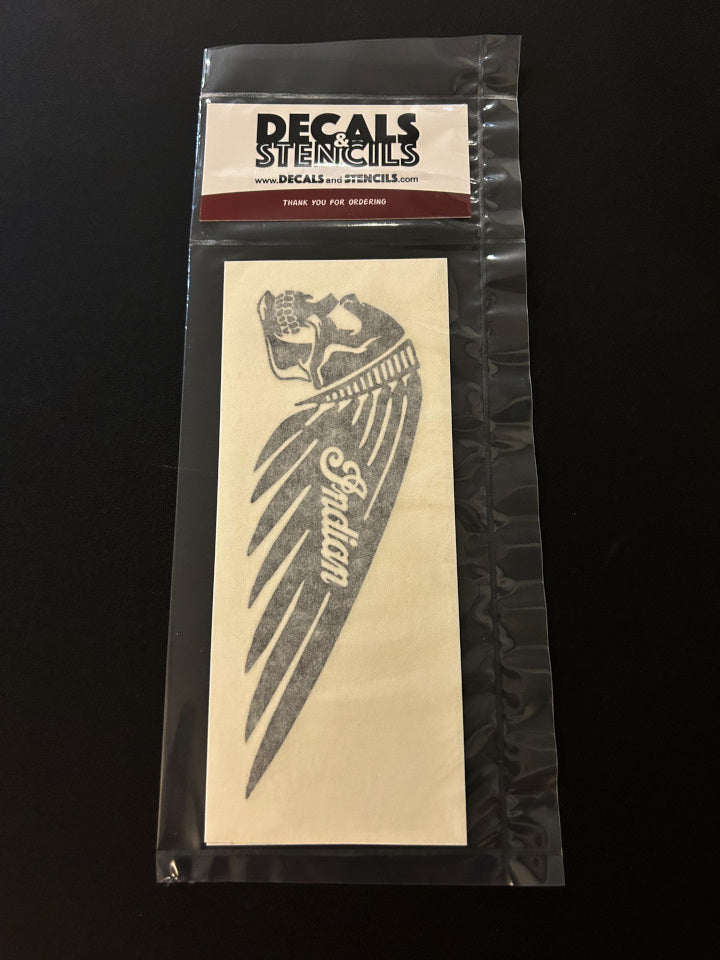 DECALS
&
STENCILS
www.DECALSandSTENCILS.com
THANK YOU FOR ORDERING
Indian